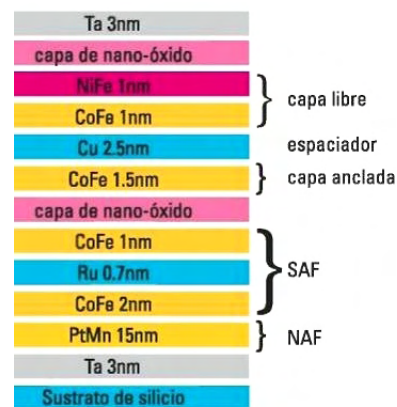 Ta 3nm
capa de nano-óxido
NiFe 1nm
capa libre
CoFe 1nm
Cu 2.5nm
espaciador
CoFe 1.5nm
capa anclada
capa de nano-óxido
CoFe 1nm
Ru 0.7nm
SAF
CoFe 2nm
PtMn 15nm
NAF
Ta 3nm
Sustrato de silicio